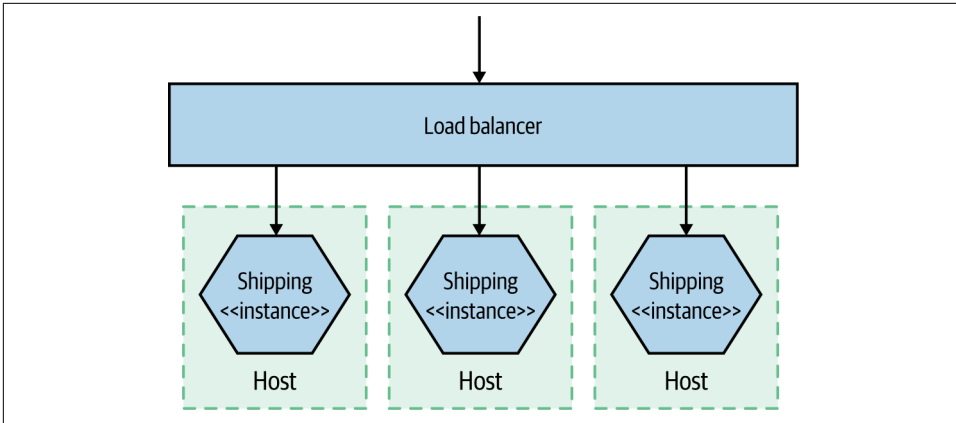 Load balancer
Shipping
<<instance>>
Shipping
<<instance>>
Shipping
<<instance>>
Host
Host
Host